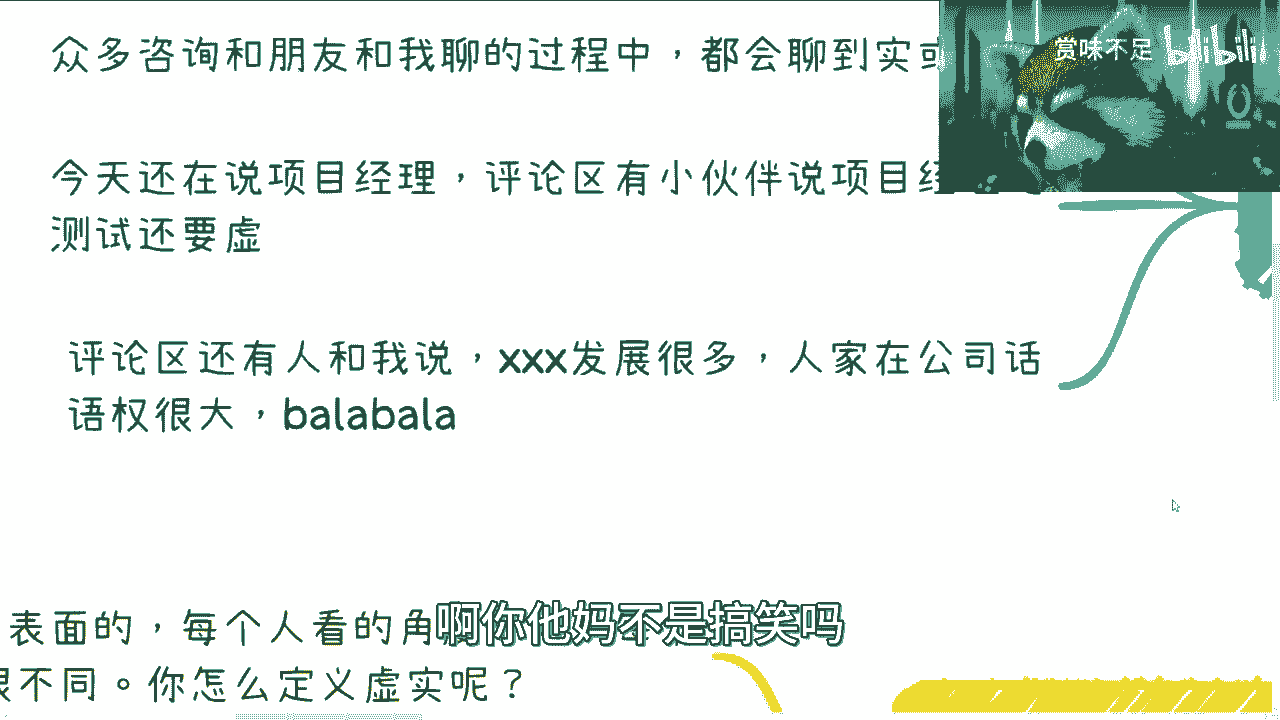 众多咨询和朋友和我聊的过程中，都会聊到实或
赏味不足 bilibili
今天还在说项目经理，评论区有小伙伴说项目经
测试还要虚
评论区还有人和我说，xxx发展很多，人家在公司话
语权很大，balabala
表面的，每个人看的角
啊你他妈不是搞笑吗
不同。你怎么定义虚实呢？